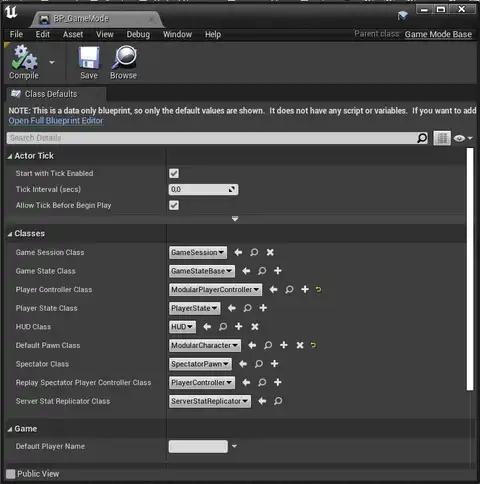 BP_GameMode
File Edit Asset View Debug Window Help Parent class: Game Mode Base
Compile Save Browse
Class Defaults
NOTE: This is a data only blueprint, so only the default values are shown. It does not have any script or variables. If you want to add
Open Full Blueprint Editor
Search Details
Actor Tick
Start with Tick Enabled
Tick Interval (secs) 0,0
Allow Tick Before Begin Play
Classes
Game Session Class GameSession
Game State Class GameStateBase
Player Controller Class ModularPlayerController
Player State Class PlayerState
HUD Class HUD
Default Pawn Class ModularCharacter
Spectator Class SpectatorPawn
Replay Spectator Player Controller Class PlayerController
Server Stat Replicator Class ServerStatReplicator
Game
Default Player Name
Public View